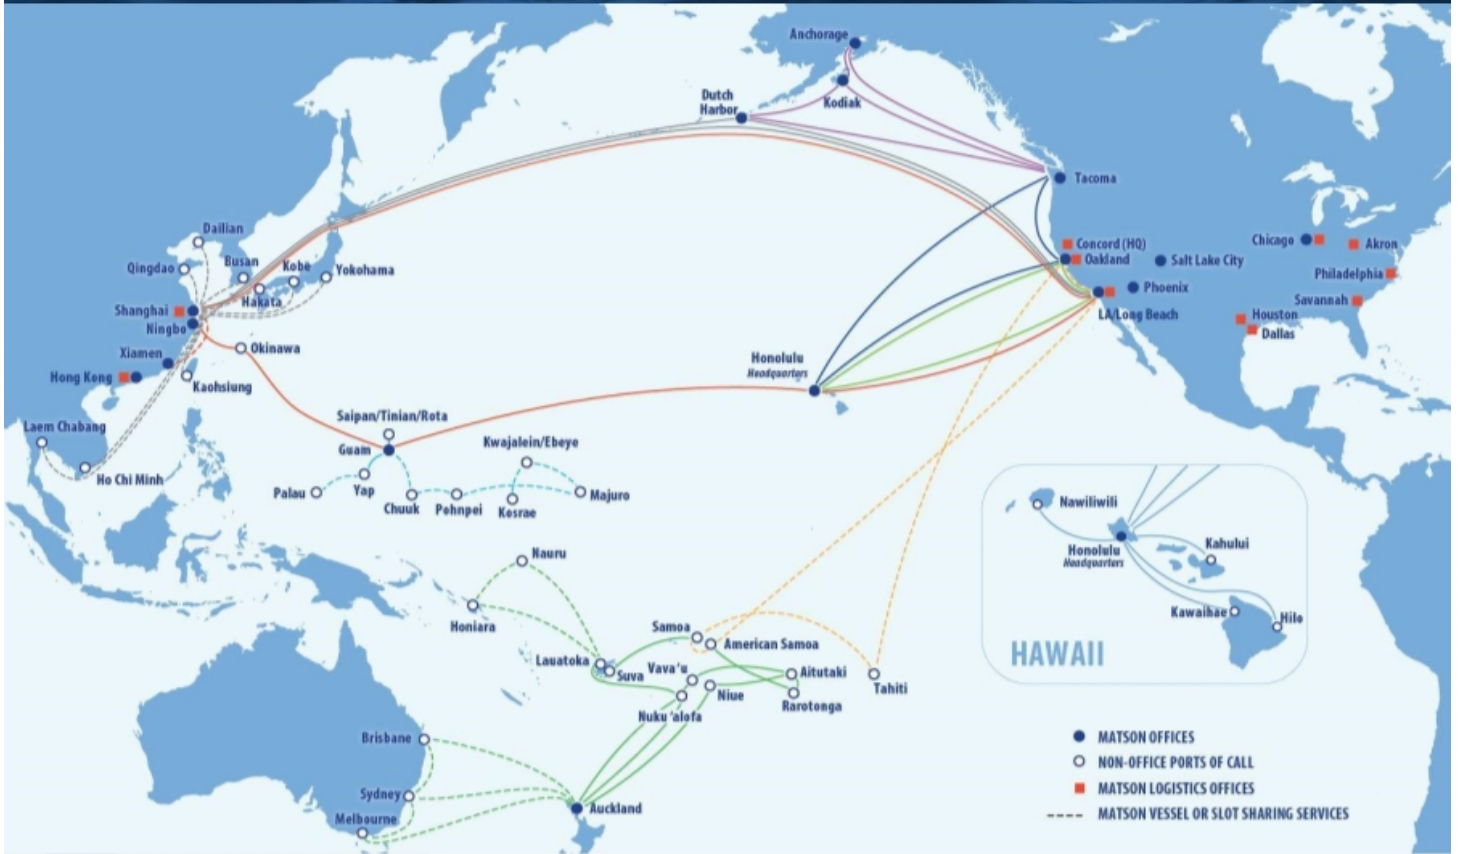 Anchorage
Dutch
Harbor
Kodiak
Tacoma
Dailian
Qingdao
Busan
Kobe
Yokohama
Hakata
Shanghai
Ningbo
Okinawa
Xiamen
Hong Kong
Kaohsiung
Laem Chabang
Ho Chi Minh
Concord (HQ)
Oakland
Salt Lake City
Phoenix
LA/Long Beach
Chicago
Akron
Philadelphia
Savannah
Houston
Dallas
Honolulu
Headquarters
Saipan/Tinian/Rota
Guam
Kwajalein/Ebeye
Palau
Yap
Chuuk
Pohnpei
Kosrae
Majuro
Nauru
Honiara
Lauatoka
Suva
Samoa
American Samoa
Vava‘u
Niue
Nuku ‘alofa
Aitutaki
Rarotonga
Tahiti
Brisbane
Sydney
Melbourne
Auckland
Nawiliwili
Honolulu
Headquarters
Kahului
Kawaihae
Hilo
HAWAII
MATSON OFFICES
NON-OFFICE PORTS OF CALL
MATSON LOGISTICS OFFICES
MATSON VESSEL OR SLOT SHARING SERVICES